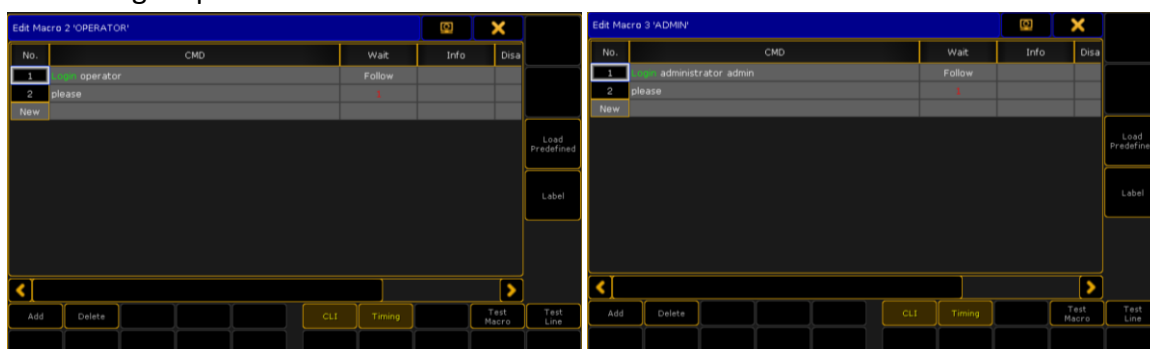 Edit Macro 2 'OPERATOR'
No. CMD Wait Info Disa
1 Login operator Follow
2 please 1
New
Load
Predefined
Label
Add Delete CLI Timing Test Macro Test Line
Edit Macro 3 'ADMIN'
No. CMD Wait Info Disa
1 Login administrator admin Follow
2 please 1
New
Load
Predefine
Label
Add Delete CLI Timing Test Macro Test Line